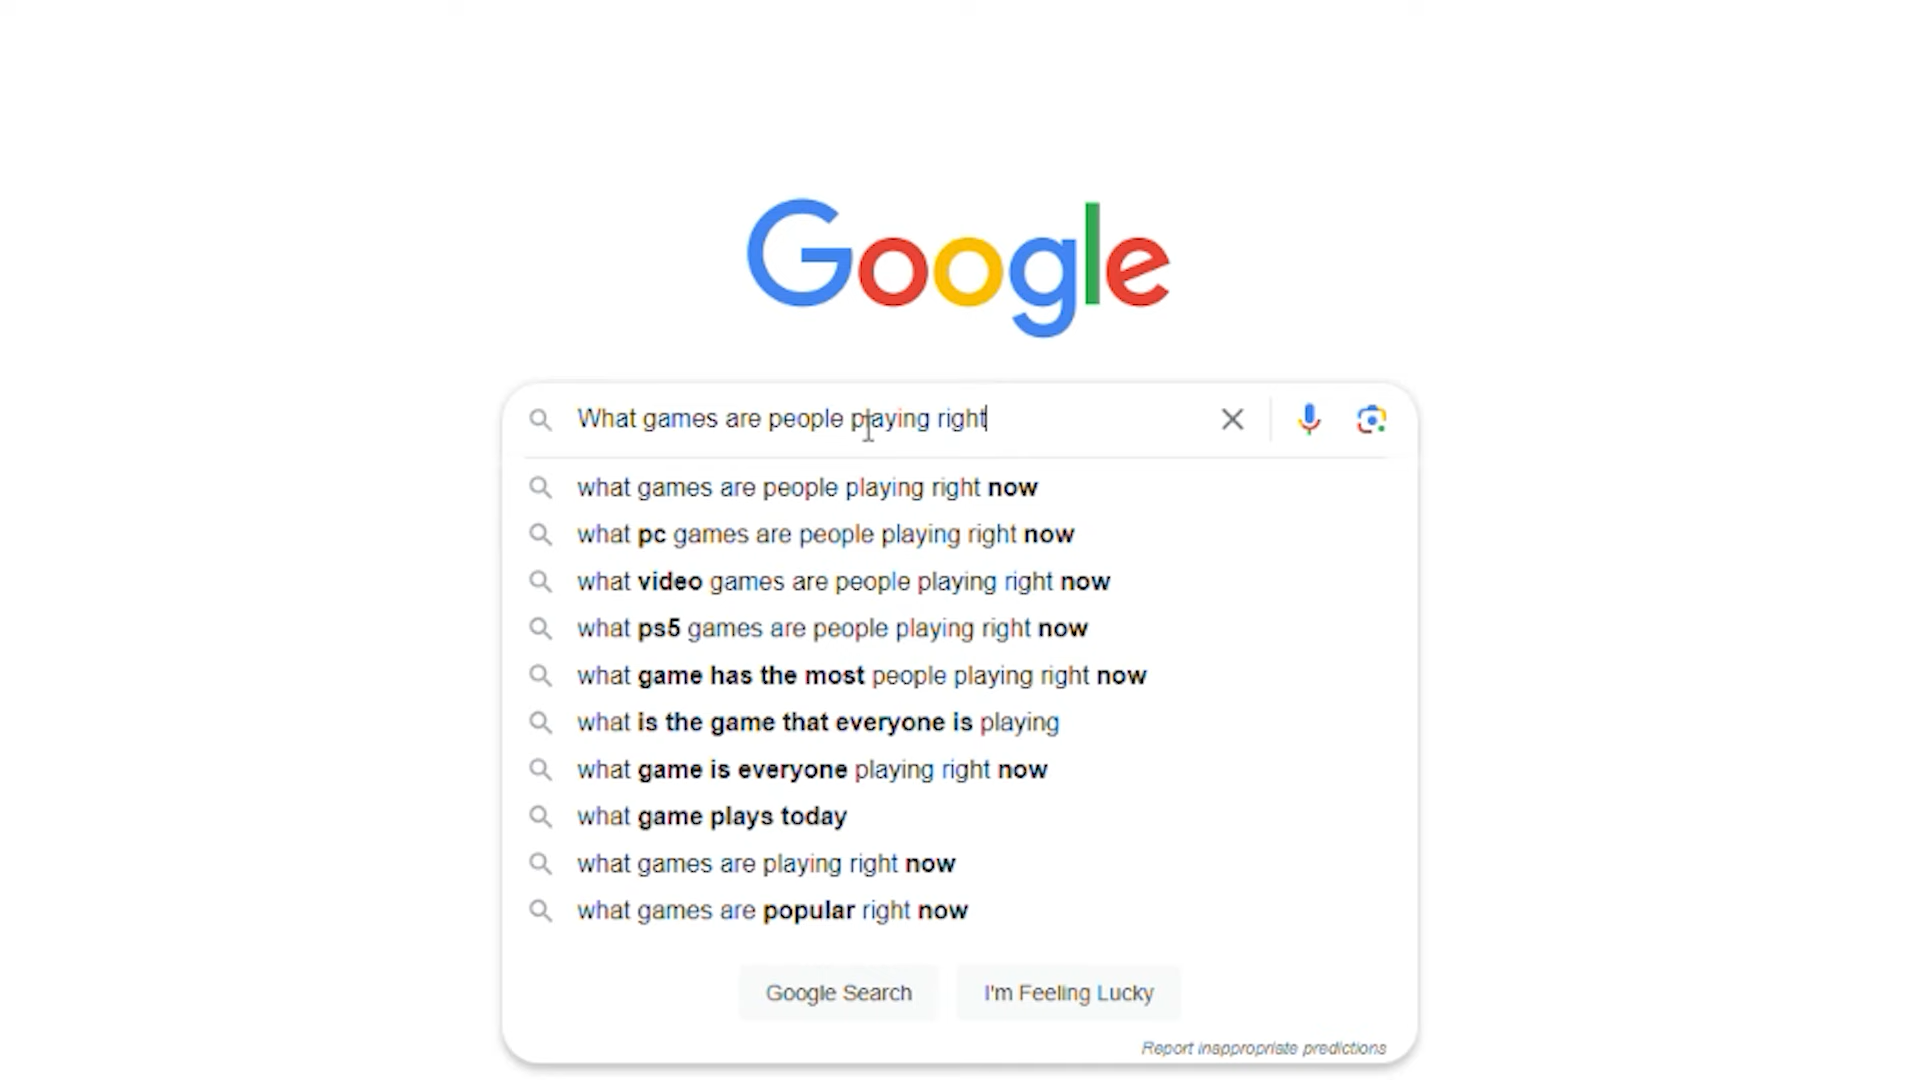 Google
What games are people playing right
what games are people playing right now
what pc games are people playing right now
what video games are people playing right now
what ps5 games are people playing right now
what game has the most people playing right now
what is the game that everyone is playing
what game is everyone playing right now
what game plays today
what games are playing right now
what games are popular right now
Google Search
I'm Feeling Lucky
Report inappropriate predictions